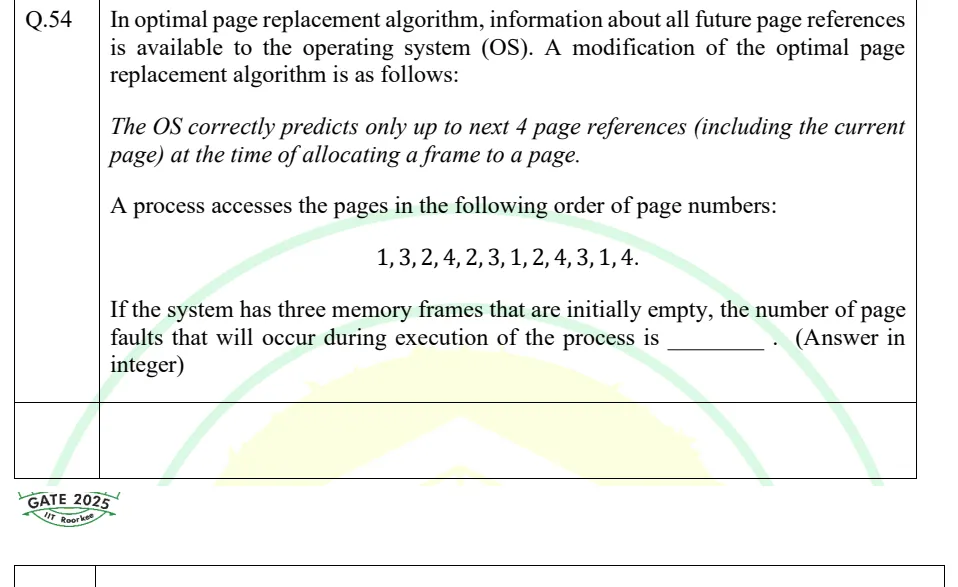 Q.54 In optimal page replacement algorithm, information about all future page references
is available to the operating system (OS). A modification of the optimal page
replacement algorithm is as follows:
The OS correctly predicts only up to next 4 page references (including the current
page) at the time of allocating a frame to a page.
A process accesses the pages in the following order of page numbers:
1, 3, 2, 4, 2, 3, 1, 2, 4, 3, 1, 4.
If the system has three memory frames that are initially empty, the number of page
faults that will occur during execution of the process is _________ . (Answer in
integer)
GATE 2025
IIT Roorkee